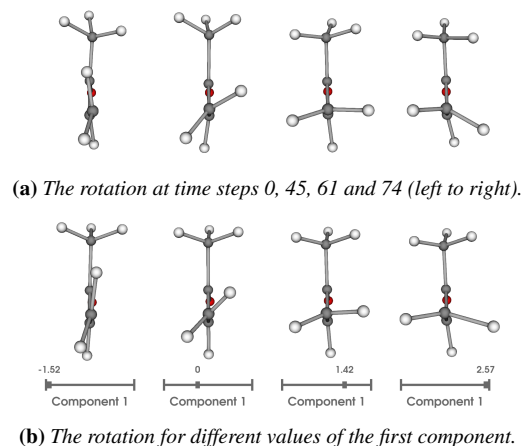 (a) The rotation at time steps 0, 45, 61 and 74 (left to right).
-1.52 0 1.42 2.57
Component 1 Component 1 Component 1 Component 1
(b) The rotation for different values of the first component.